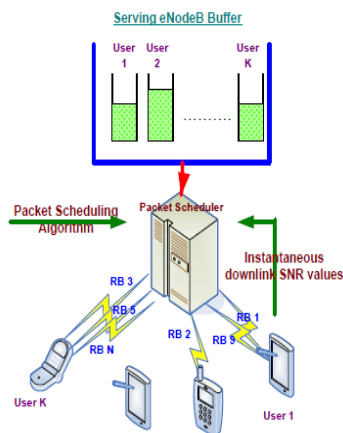 Serving eNodeB Buffer
User 1
User 2
User K
..........
Packet Scheduler
Packet Scheduling
Algorithm
Instantaneous
downlink SNR values
RB 3
RB 5
RB N
RB 2
RB 1
RB 9
User K
User 1